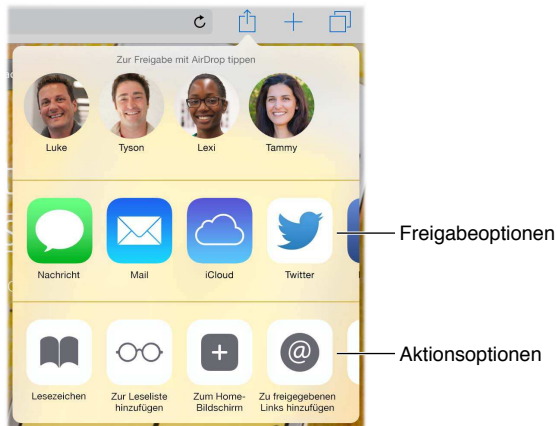 Zur Freigabe mit AirDrop tippen
Luke Tyson Lexi Tammy
Freigabeoptionen
Nachricht Mail iCloud Twitter
Aktionsoptionen
Lesezeichen Zur Leseliste hinzufügen Zum Home-Bildschirm Zu freigegebenen Links hinzufügen